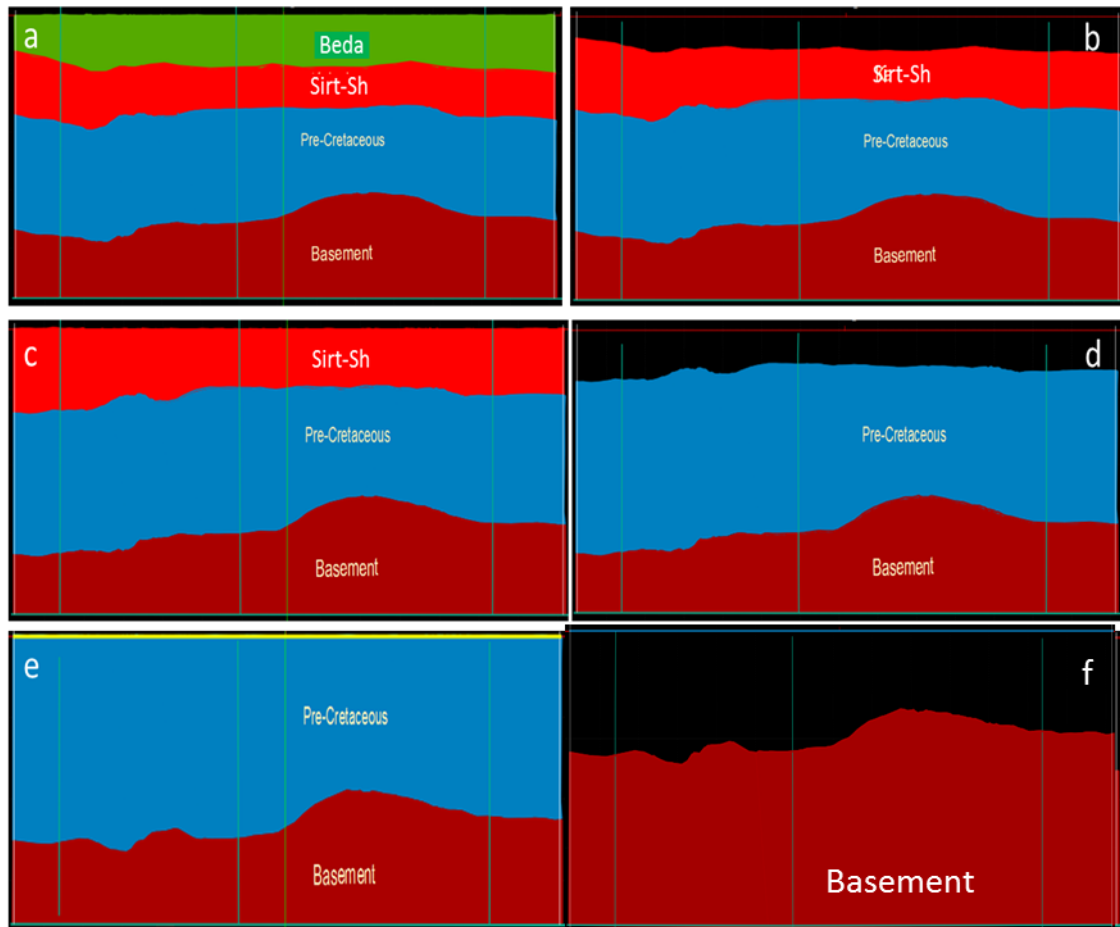 a
Beda
Sirt-Sh
Pre-Cretaceous
Basement
b
Sirt-Sh
Pre-Cretaceous
Basement
c
Sirt-Sh
Pre-Cretaceous
Basement
d
Pre-Cretaceous
Basement
e
Pre-Cretaceous
Basement
f
Basement